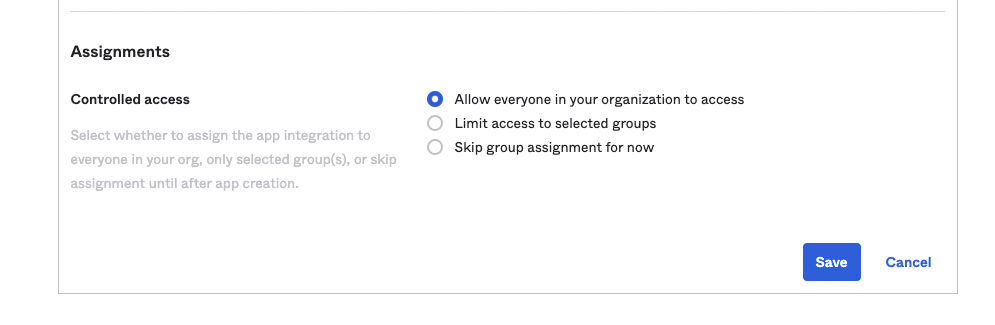 Assignments
Controlled access
Allow everyone in your organization to access
Select whether to assign the app integration to
everyone in your org, only selected group(s), or skip
assignment until after app creation.
Limit access to selected groups
Skip group assignment for now
Save
Cancel